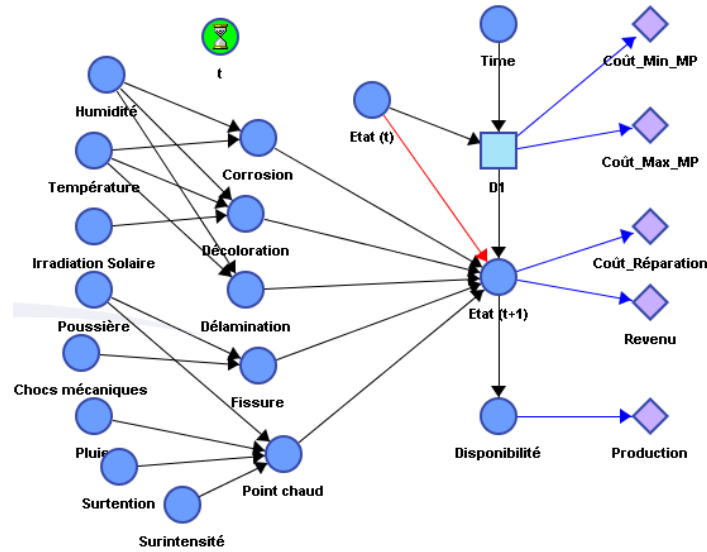 t
Time
Coût_Min_MP
Humidité
Etat (t)
Corrosion
Coût_Max_MP
Température
D1
Décoloration
Irradiation Solaire
Coût_Réparation
Poussière
Délamination
Etat (t+1)
Revenu
Chocs mécaniques
Fissure
Pluie
Disponibilité
Production
Surtention
Point chaud
Surintensité